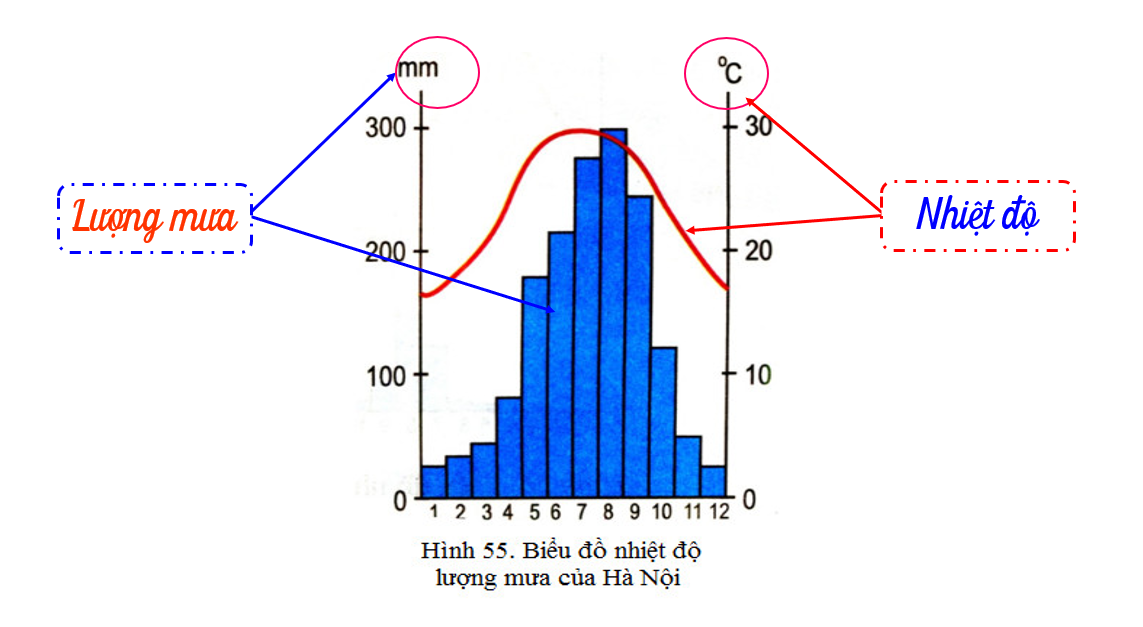 mm
°C
300
30
Lượng mưa
Nhiệt độ
200
20
100
10
0
0
1 2 3 4 5 6 7 8 9 10 11 12
Hình 55. Biểu đồ nhiệt độ
lượng mưa của Hà Nội